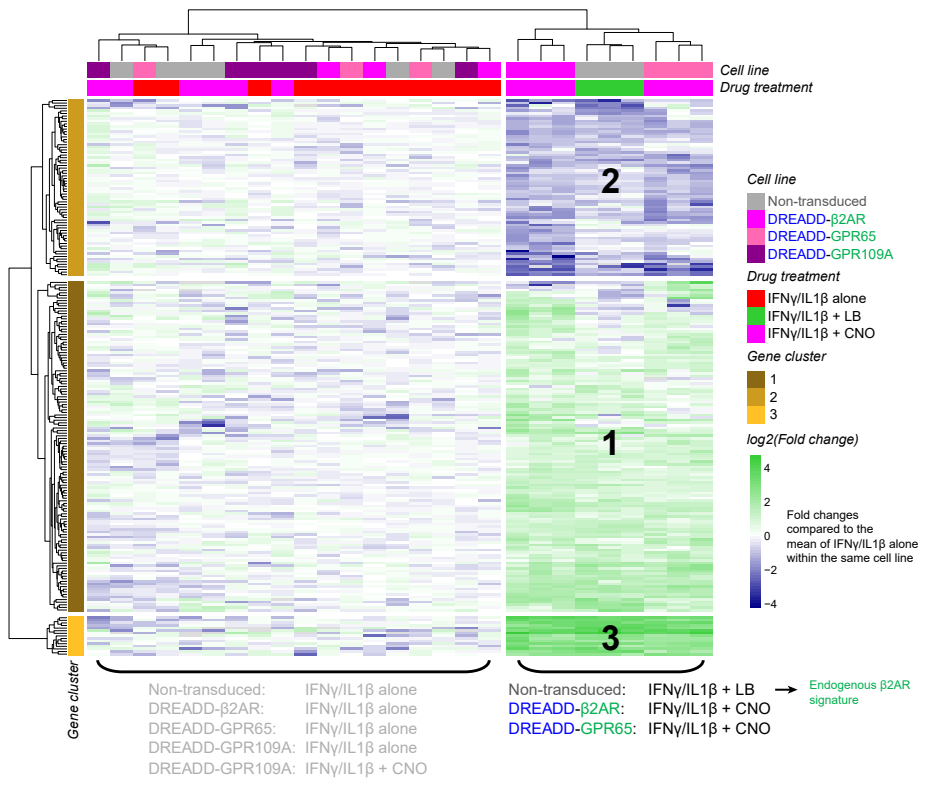 Cell line
Drug treatment
2
1
3
Cell line
Non-transduced
DREADD-β2AR
DREADD-GPR65
DREADD-GPR109A
Drug treatment
IFNγ/IL1β alone
IFNγ/IL1β + LB
IFNγ/IL1β + CNO
Gene cluster
1
2
3
log2(Fold change)
4
2
0
−2
−4
Fold changes
compared to the
mean of IFNγ/IL1β alone
within the same cell line
Gene cluster
Non-transduced: IFNγ/IL1β alone
DREADD-β2AR: IFNγ/IL1β alone
DREADD-GPR65: IFNγ/IL1β alone
DREADD-GPR109A: IFNγ/IL1β alone
DREADD-GPR109A: IFNγ/IL1β + CNO
Non-transduced: IFNγ/IL1β + LB
DREADD-β2AR: IFNγ/IL1β + CNO
DREADD-GPR65: IFNγ/IL1β + CNO
Endogenous β2AR
signature